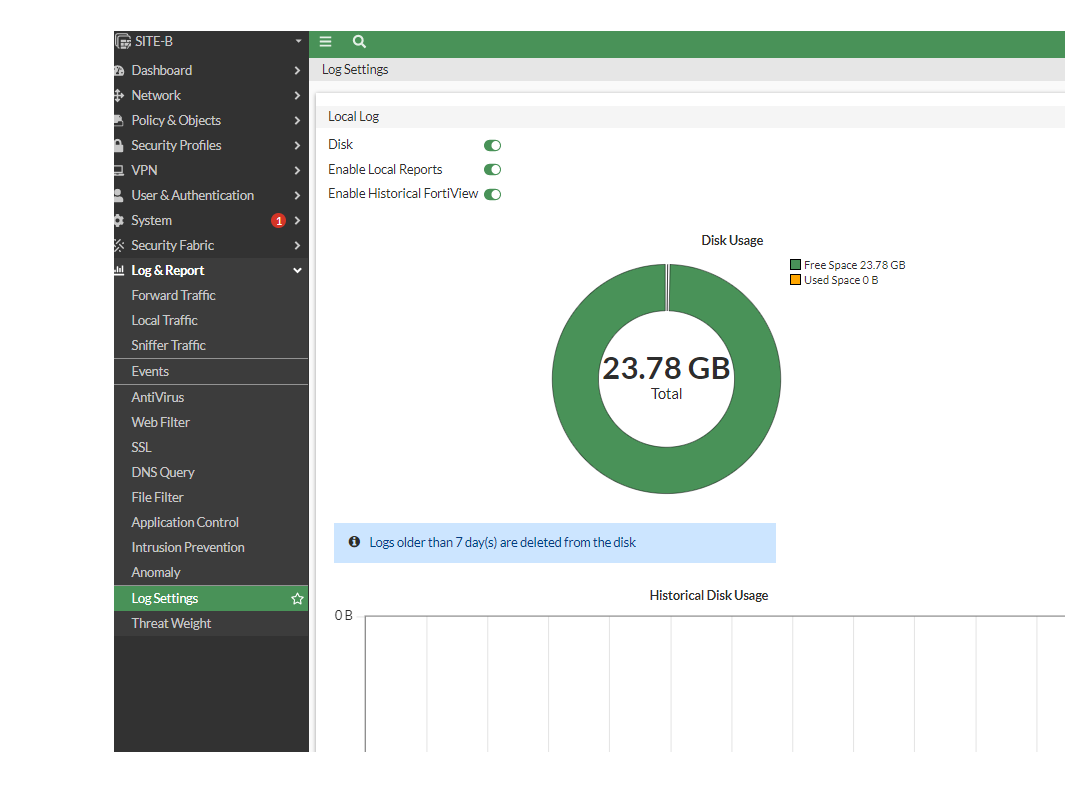 SITE-B
Dashboard
Network
Policy & Objects
Security Profiles
VPN
User & Authentication
System 1
Security Fabric
Log & Report
Forward Traffic
Local Traffic
Sniffer Traffic
Events
AntiVirus
Web Filter
SSL
DNS Query
File Filter
Application Control
Intrusion Prevention
Anomaly
Log Settings
Threat Weight
Log Settings
Local Log
Disk
Enable Local Reports
Enable Historical FortiView
Disk Usage
Free Space 23.78 GB
Used Space 0 B
23.78 GB
Total
Logs older than 7 day(s) are deleted from the disk
Historical Disk Usage
0 B